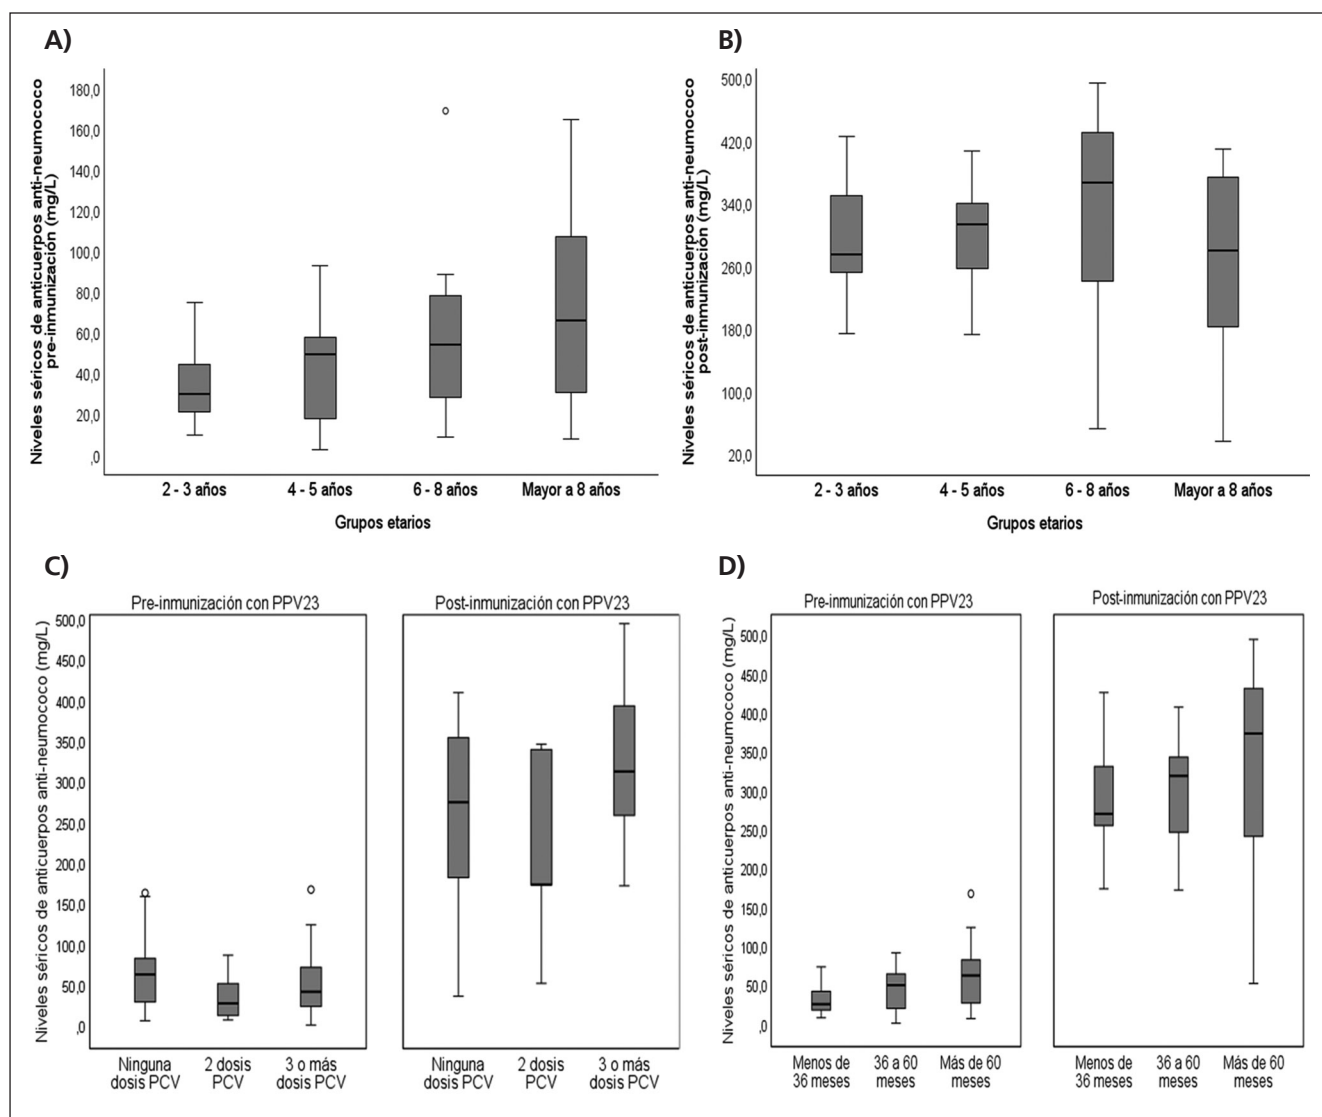 A)
Niveles séricos de anticuerpos anti-neumococo
pre-inmunización (mg/L)
180,0
160,0
140,0
120,0
100,0
80,0
60,0
40,0
20,0
,0
2 - 3 años 4 - 5 años 6 - 8 años Mayor a 8 años
Grupos etarios
B)
Niveles séricos de anticuerpos anti-neumococo
post-inmunización (mg/L)
500,0
420,0
340,0
260,0
180,0
100,0
20,0
2 - 3 años 4 - 5 años 6 - 8 años Mayor a 8 años
Grupos etarios
C)
Pre-inmunización con PPV23 Post-inmunización con PPV23
Niveles séricos de anticuerpos anti-neumococo (mg/L)
500,0
450,0
400,0
350,0
300,0
250,0
200,0
150,0
100,0
50,0
,0
Ninguna 2 dosis 3 o más Ninguna 2 dosis 3 o más
dosis PCV PCV dosis PCV dosis PCV PCV dosis PCV
D)
Pre-inmunización con PPV23 Post-inmunización con PPV23
Niveles séricos de anticuerpos anti-neumococo (mg/L)
500,0
450,0
400,0
350,0
300,0
250,0
200,0
150,0
100,0
50,0
,0
Menos de 36 a 60 Más de 60 Menos de 36 a 60 Más de 60
36 meses meses meses 36 meses meses meses